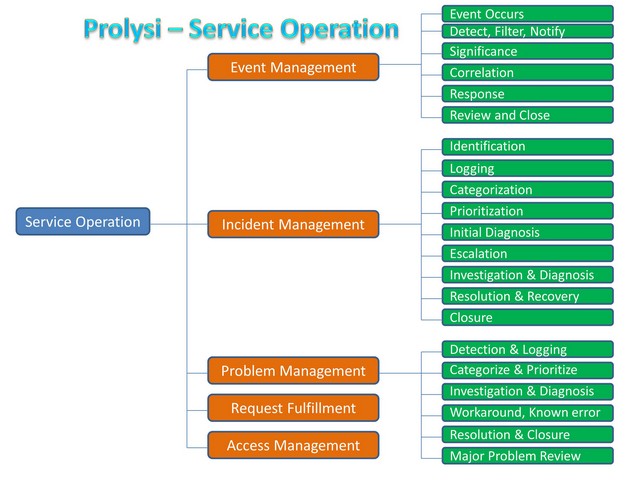 Prolysi – Service Operation
Service Operation
Event Management
Event Occurs
Detect, Filter, Notify
Significance
Correlation
Response
Review and Close
Incident Management
Identification
Logging
Categorization
Prioritization
Initial Diagnosis
Escalation
Investigation & Diagnosis
Resolution & Recovery
Closure
Problem Management
Detection & Logging
Categorize & Prioritize
Investigation & Diagnosis
Workaround, Known error
Resolution & Closure
Major Problem Review
Request Fulfillment
Access Management